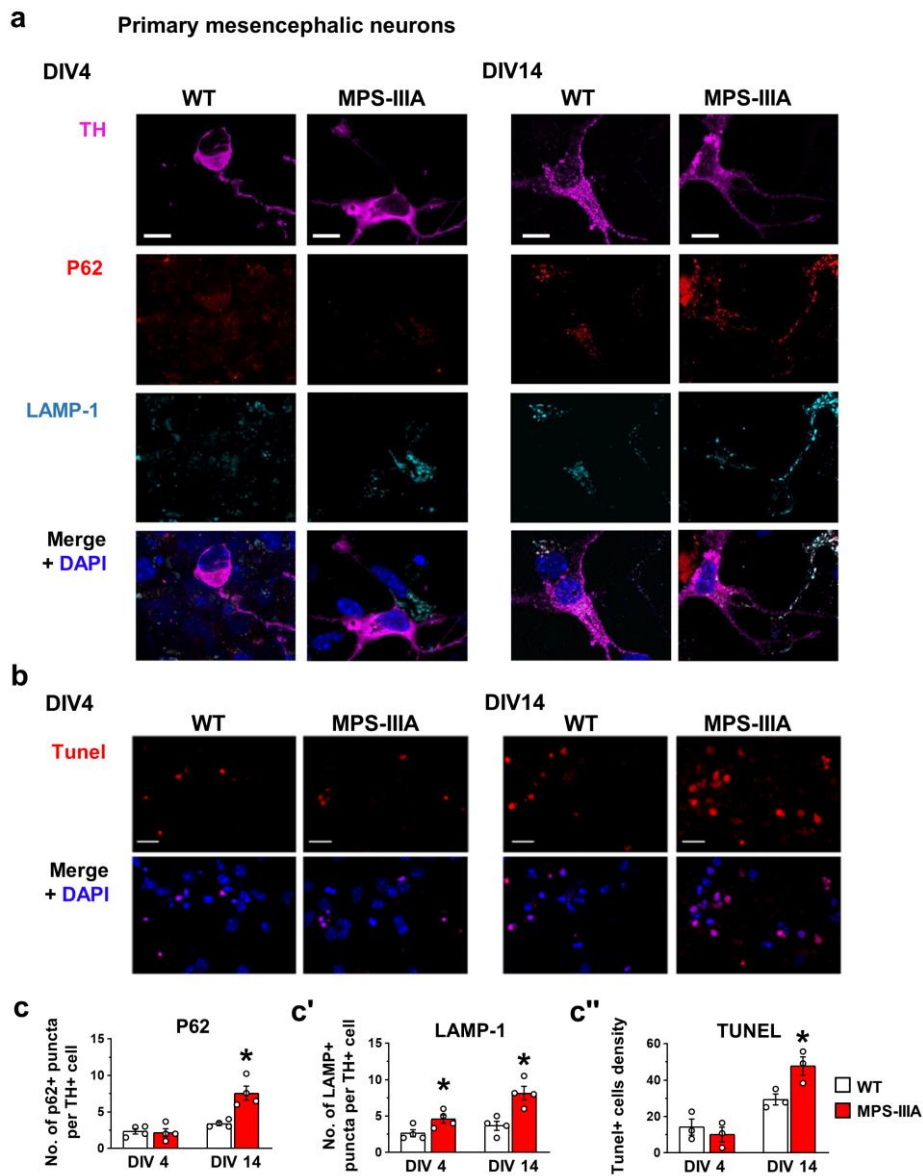 a
Primary mesencephalic neurons
DIV4
DIV14
WT
MPS-IIIA
WT
MPS-IIIA
TH
P62
LAMP-1
Merge
+ DAPI
b
DIV4
DIV14
WT
MPS-IIIA
WT
MPS-IIIA
Tunel
Merge
+ DAPI
c
P62
No. of p62+ puncta
per TH+ cell
15
10
5
0
*
DIV 4
DIV 14
c'
LAMP-1
No. of LAMP+
puncta per TH+ cell
15
10
5
0
*
*
DIV 4
DIV 14
c"
TUNEL
Tunel+ cells density
60
40
20
0
*
DIV 4
DIV 14
WT
MPS-IIIA